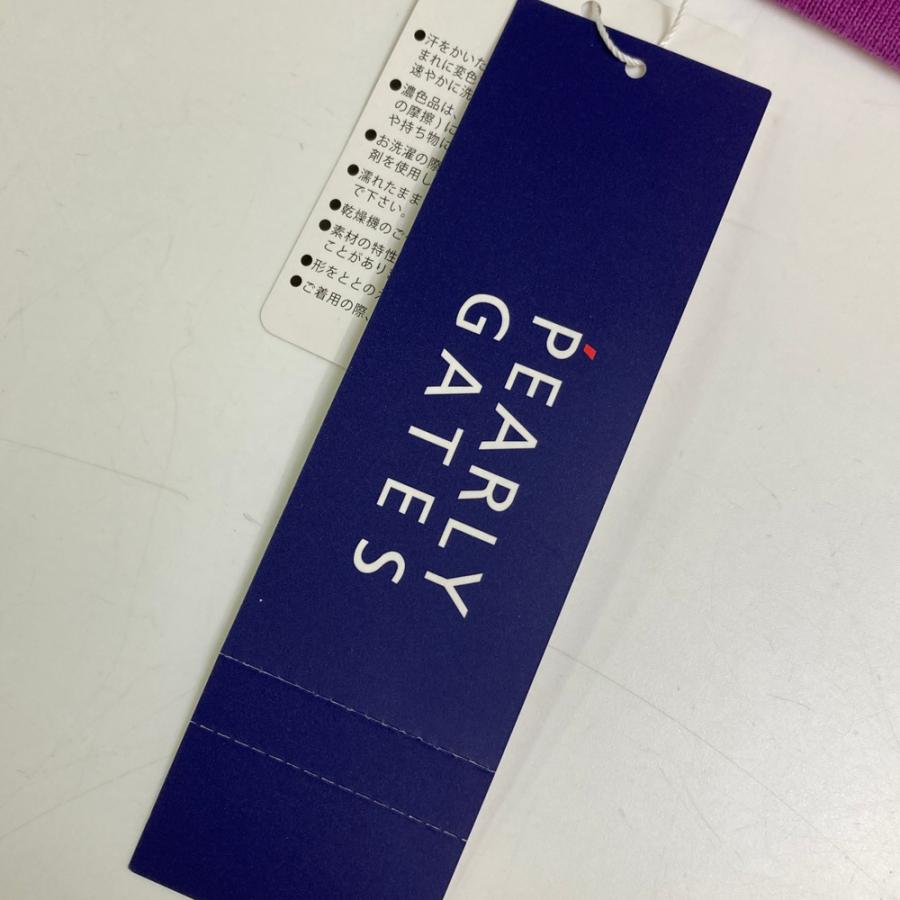 ●汗をかいた
まれに変色
速やかに洗
●濃色品は、
の摩擦)に
や持ち物に
●お洗濯の際
剤を使用し
●濡れたまま
で下さい。
●乾燥機のご
●素材の特性
ことがあり
●形をととのえ
●ご着用の際、
PEARLY
GATES